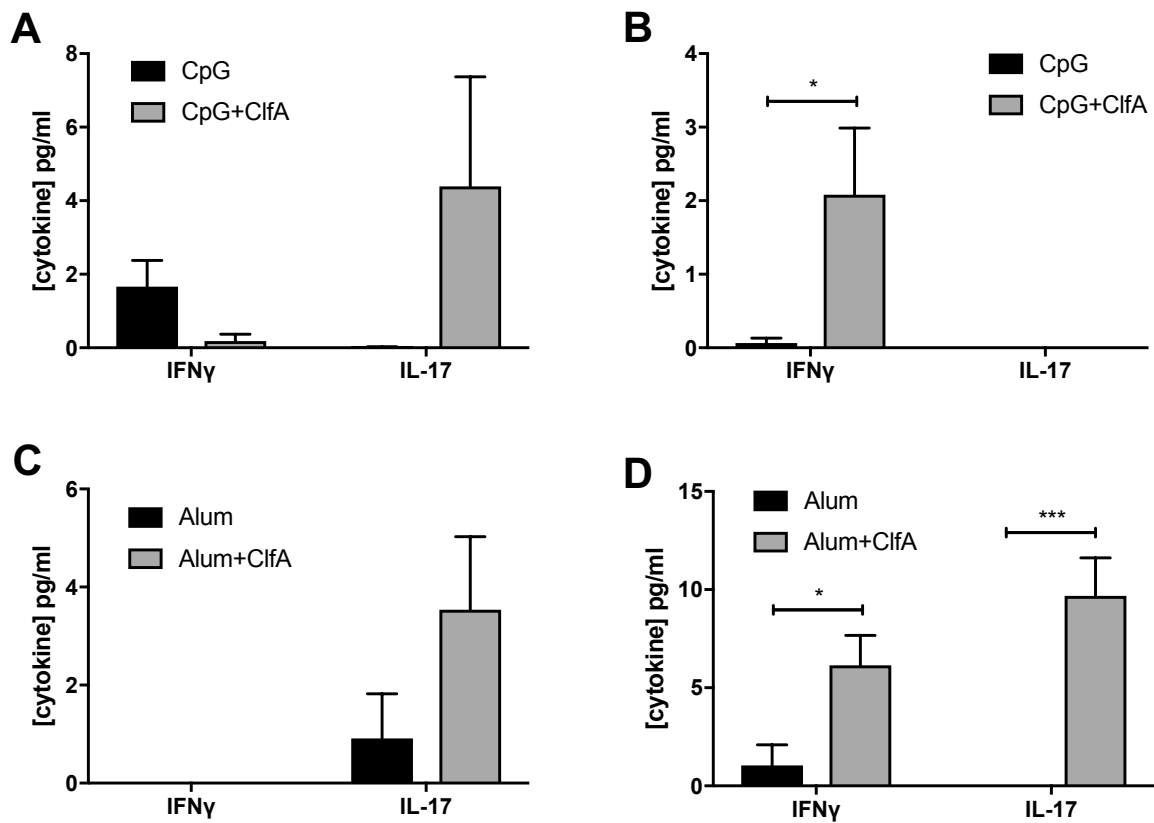 A
[cytokine] pg/ml
8
6
4
2
0
CpG
CpG+ClfA
IFNγ
IL-17
B
[cytokine] pg/ml
4
3
2
1
0
*
CpG
CpG+ClfA
IFNγ
IL-17
C
[cytokine] pg/ml
6
4
2
0
Alum
Alum+ClfA
IFNγ
IL-17
D
[cytokine] pg/ml
15
10
5
0
Alum
Alum+ClfA
*
***
IFNγ
IL-17